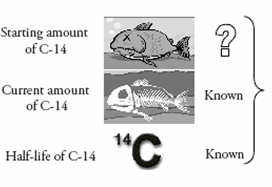 Starting amount
of C-14
?
Current amount
of C-14
Known
Half-life of C-14
14C
Known